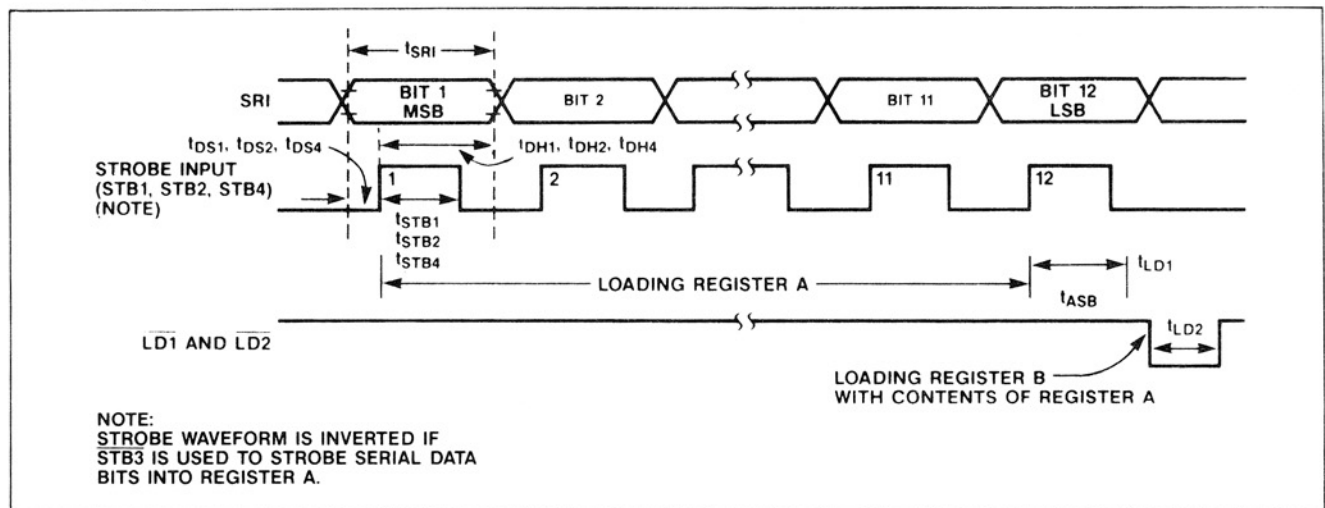 tSRI
SRI
BIT 1
MSB
BIT 2
BIT 11
BIT 12
LSB
tDS1, tDS2, tDS4
tDH1, tDH2, tDH4
STROBE INPUT
(STB1, STB2, STB4)
(NOTE)
1
2
11
12
tSTB1
tSTB2
tSTB4
LOADING REGISTER A
tLD1
tASB
LD1 AND LD2
tLD2
LOADING REGISTER B
WITH CONTENTS OF REGISTER A
NOTE:
STROBE WAVEFORM IS INVERTED IF
STB3 IS USED TO STROBE SERIAL DATA
BITS INTO REGISTER A.